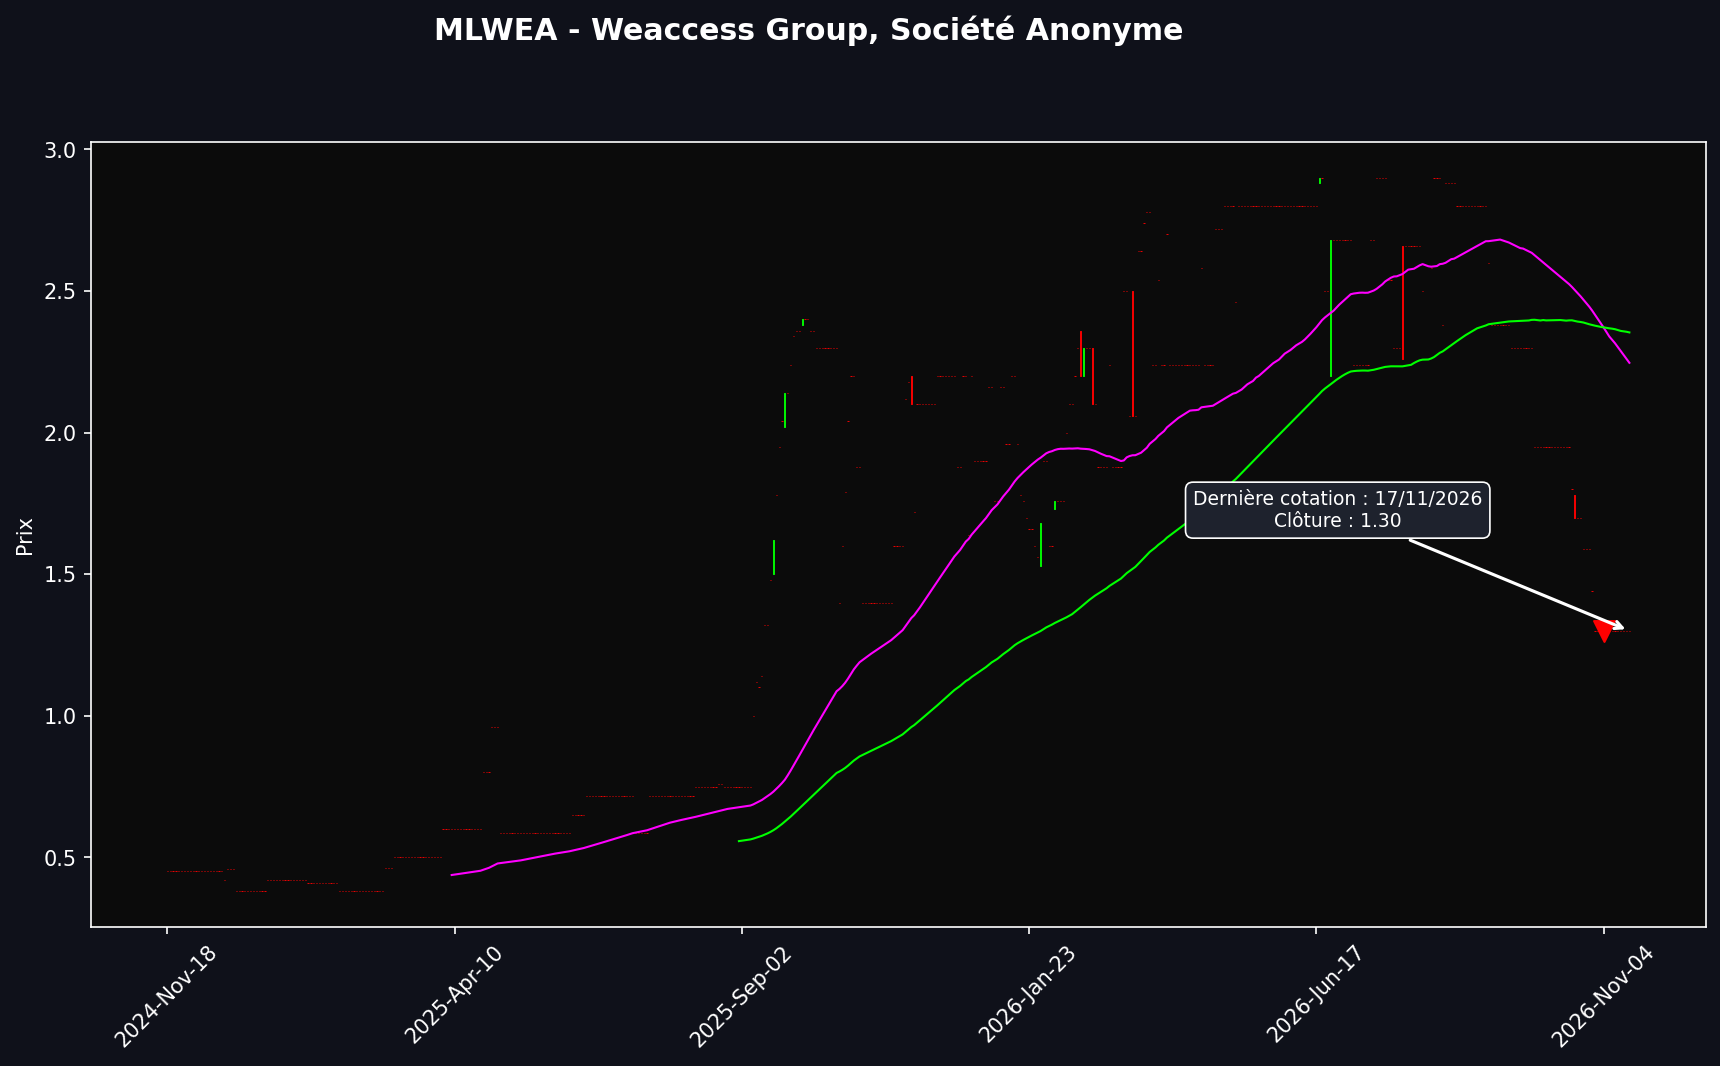 MLWEA - Weaccess Group, Société Anonyme
Prix
3.0
2.5
2.0
1.5
1.0
0.5
Dernière cotation : 17/11/2026
Clôture : 1.30
2024-Nov-18
2025-Apr-10
2025-Sep-02
2026-Jan-23
2026-Jun-17
2026-Nov-04